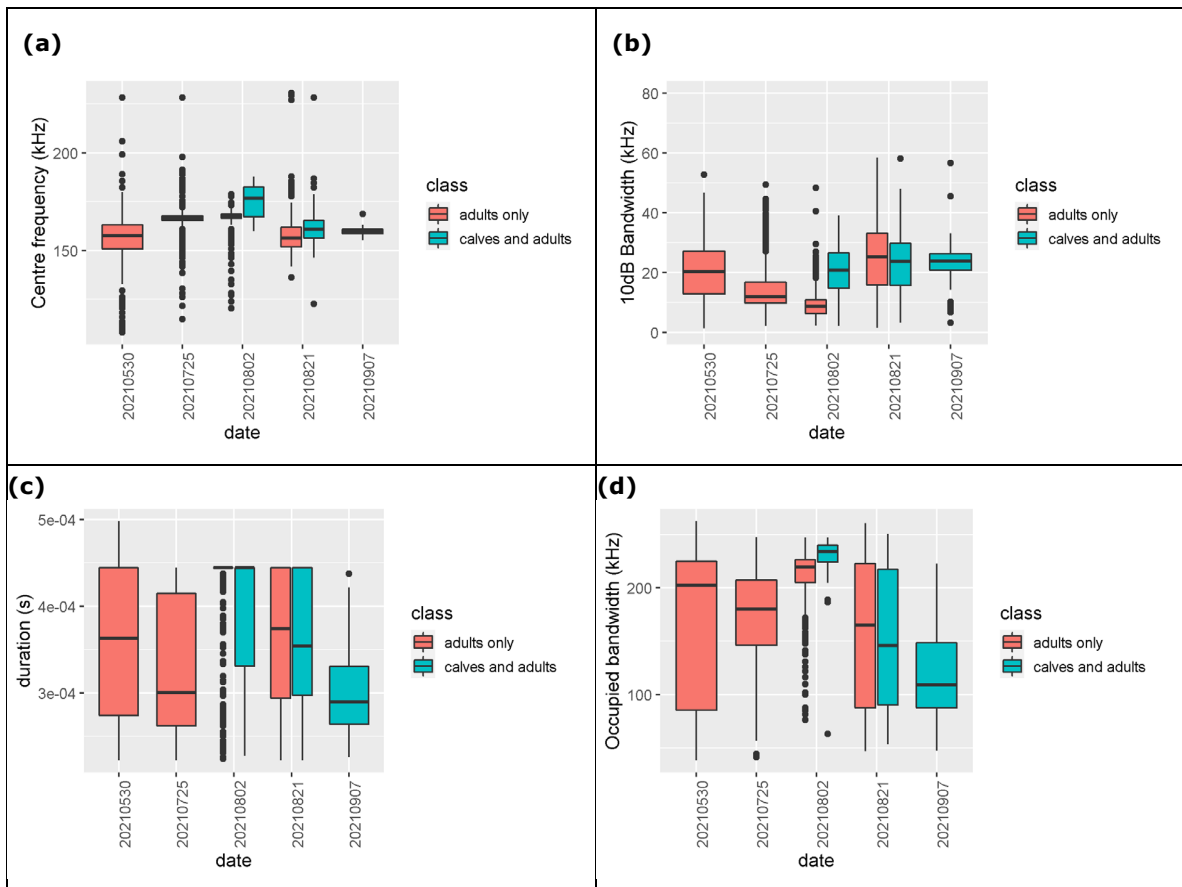 (a)
Centre frequency (kHz)
200
150
20210530
20210725
20210802
20210821
20210907
date
class
adults only
calves and adults
(b)
10dB Bandwidth (kHz)
80
60
40
20
0
20210530
20210725
20210802
20210821
20210907
date
class
adults only
calves and adults
(c)
duration (s)
5e-04
4e-04
3e-04
20210530
20210725
20210802
20210821
20210907
date
class
adults only
calves and adults
(d)
Occupied bandwidth (kHz)
200
100
20210530
20210725
20210802
20210821
20210907
date
class
adults only
calves and adults